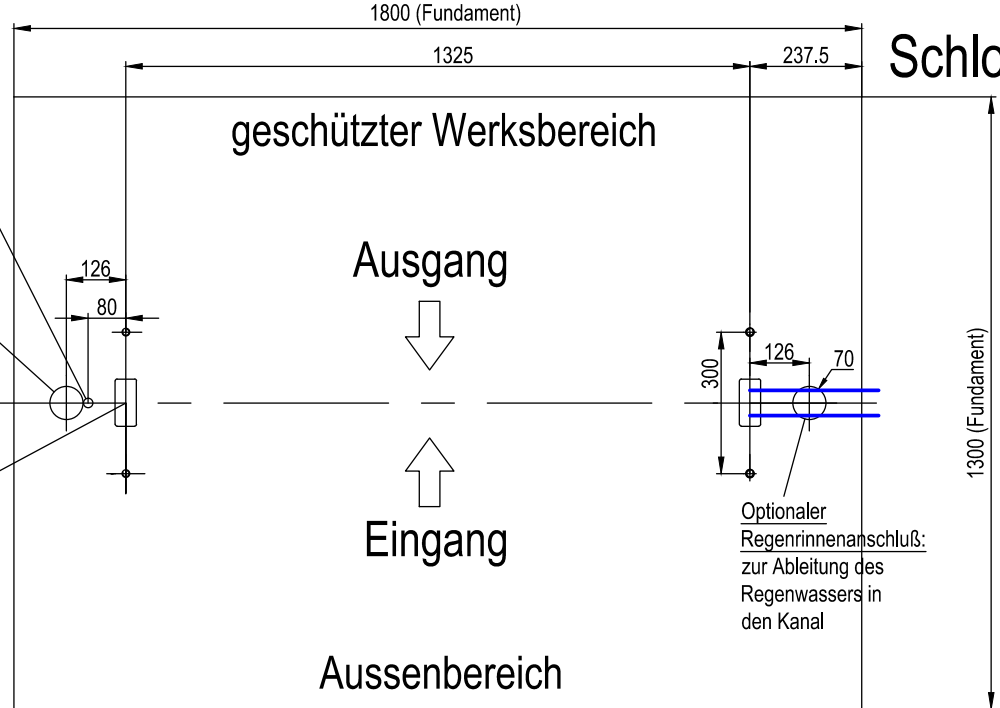 1800 (Fundament)
1325
237.5
Schlo
geschützter Werksbereich
Ausgang
126
80
300
126
70
1300 (Fundament)
Eingang
Optionaler
Regenrinnenanschluß:
zur Ableitung des
Regenwassers in
den Kanal
Aussenbereich